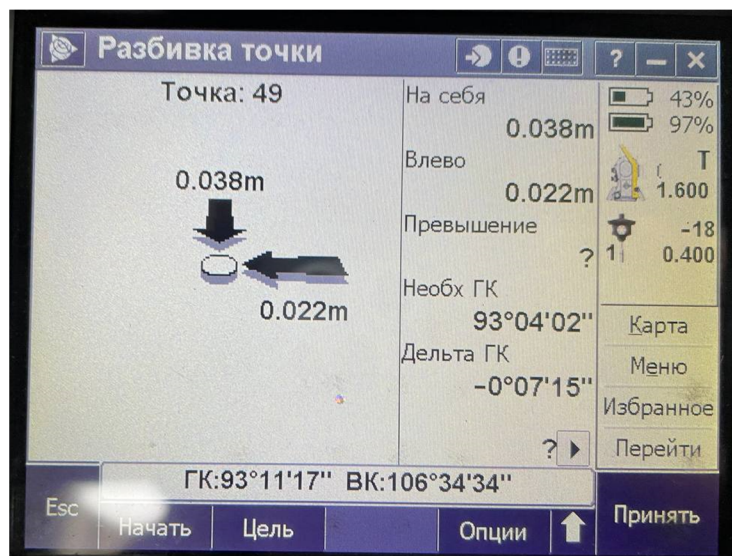 Разбивка точки
? — ×
Точка: 49
0.038m
0.022m
На себя
0.038m
Влево
0.022m
Превышение
?
Необх ГК
93°04'02"
Дельта ГК
-0°07'15"
?
43%
97%
T
1.600
-18
1
0.400
Карта
Меню
Избранное
Перейти
ГК:93°11'17" ВК:106°34'34"
Esc
Начать
Цель
Опции
Принять